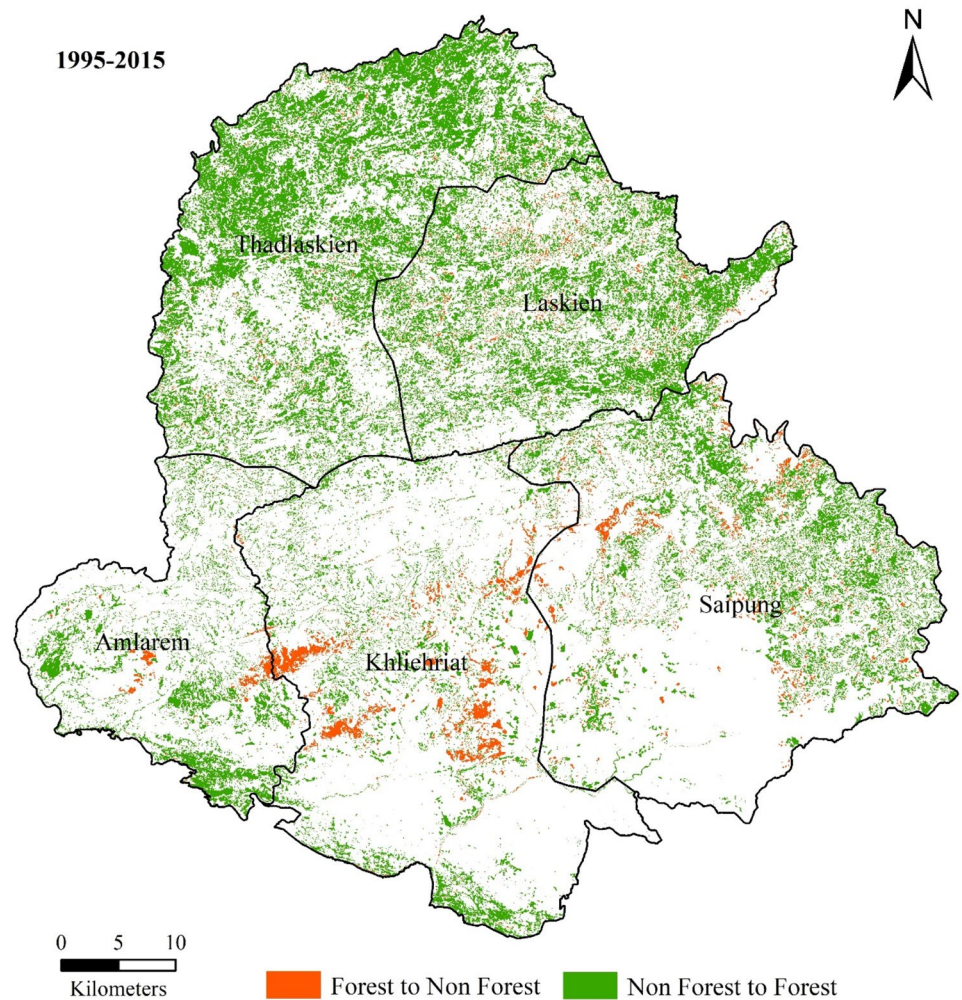 N
1995-2015
Thadlaskien
Laskien
Saipung
Amlarem
Khliehriat
0 5 10
Kilometers
Forest to Non Forest
Non Forest to Forest